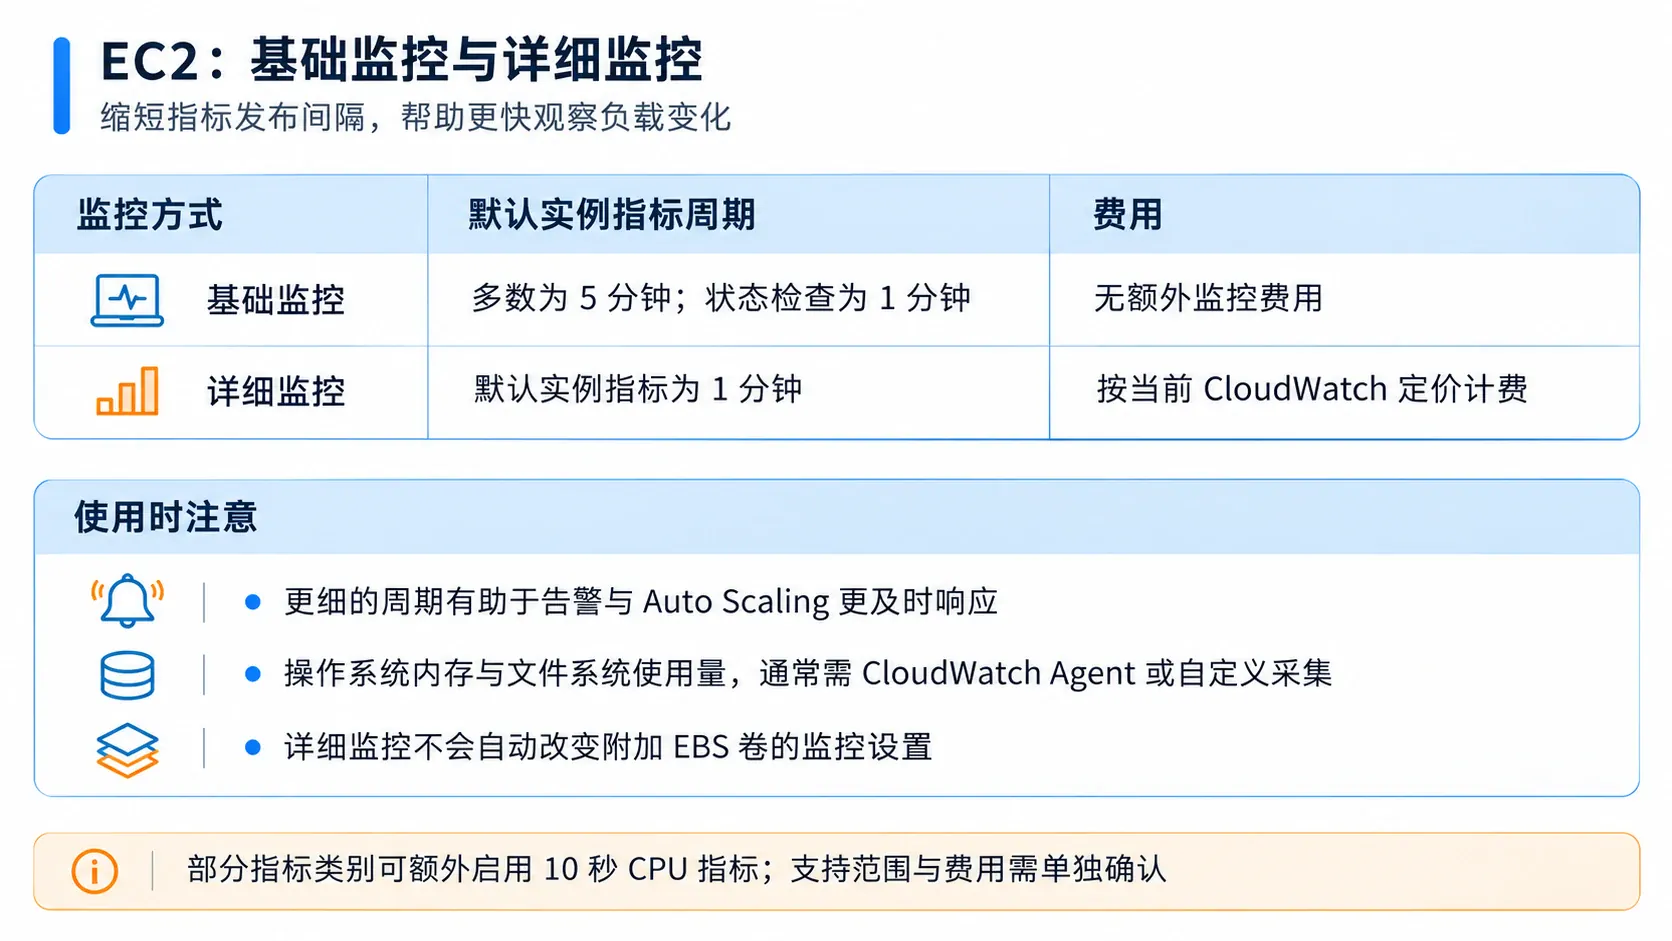 EC2：基础监控与详细监控
缩短指标发布间隔，帮助更快观察负载变化
监控方式
默认实例指标周期
费用
基础监控
多数为 5 分钟；状态检查为 1 分钟
无额外监控费用
详细监控
默认实例指标为 1 分钟
按当前 CloudWatch 定价计费
使用时注意
更细的周期有助于告警与 Auto Scaling 更及时响应
操作系统内存与文件系统使用量，通常需 CloudWatch Agent 或自定义采集
详细监控不会自动改变附加 EBS 卷的监控设置
部分指标类别可额外启用 10 秒 CPU 指标；支持范围与费用需单独确认